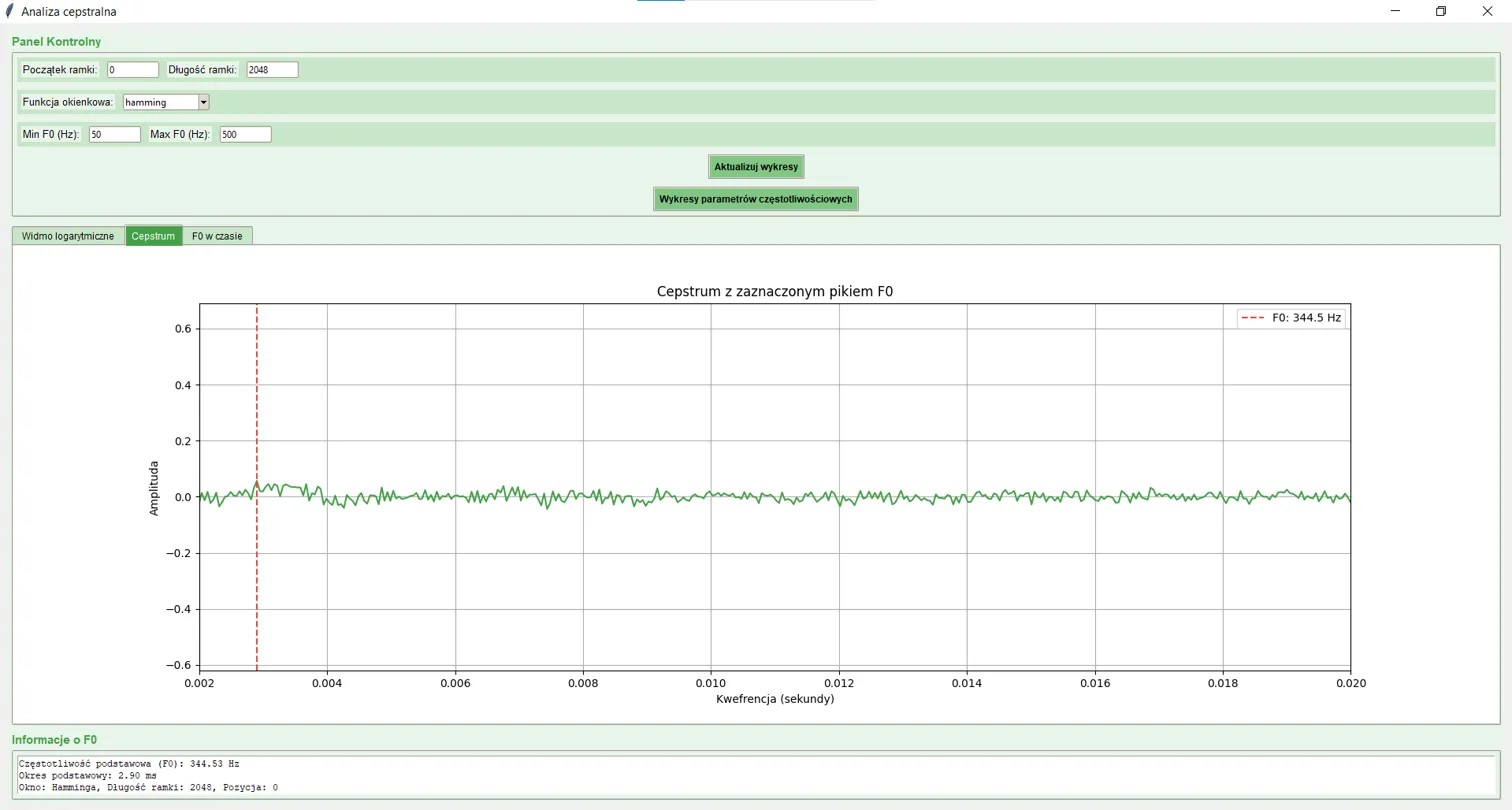 Analiza cepstralna
Panel Kontrolny
Początek ramki: 0 Długość ramki: 2048
Funkcja okienkowa: hamming
Min F0 (Hz): 50 Max F0 (Hz): 500
Aktualizuj wykresy
Wykresy parametrów częstotliwościowych
Widmo logarytmiczne Cepstrum F0 w czasie
Cepstrum z zaznaczonym pikiem F0
F0: 344.5 Hz
0.6
0.4
0.2
0.0
−0.2
−0.4
−0.6
Amplituda
0.002 0.004 0.006 0.008 0.010 0.012 0.014 0.016 0.018 0.020
Kwefrencja (sekundy)
Informacje o F0
Częstotliwość podstawowa (F0): 344.53 Hz
Okres podstawowy: 2.90 ms
Okno: Hamminga, Długość ramki: 2048, Pozycja: 0